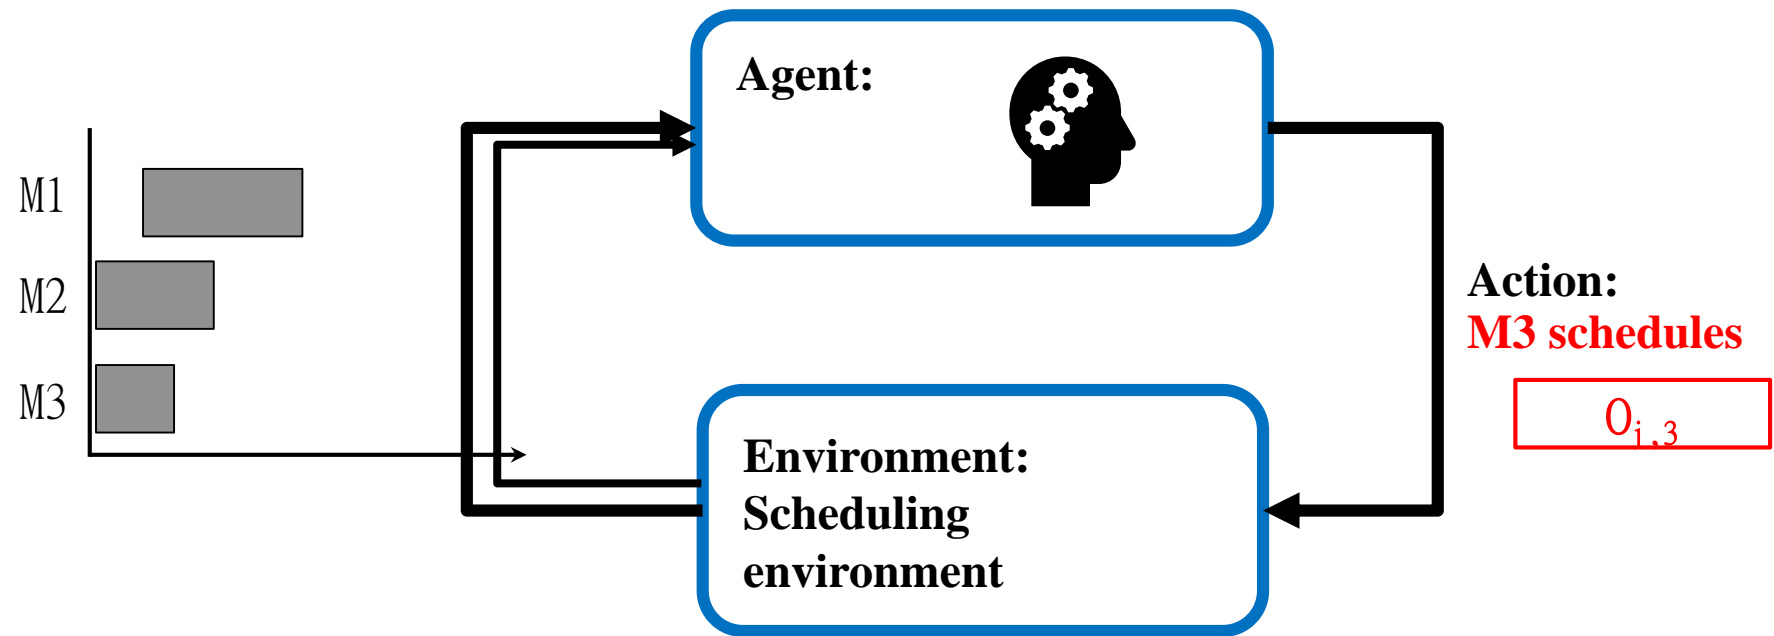 Agent:
M1
M2
M3
Action:
M3 schedules
O_{i,3}
Environment:
Scheduling
environment